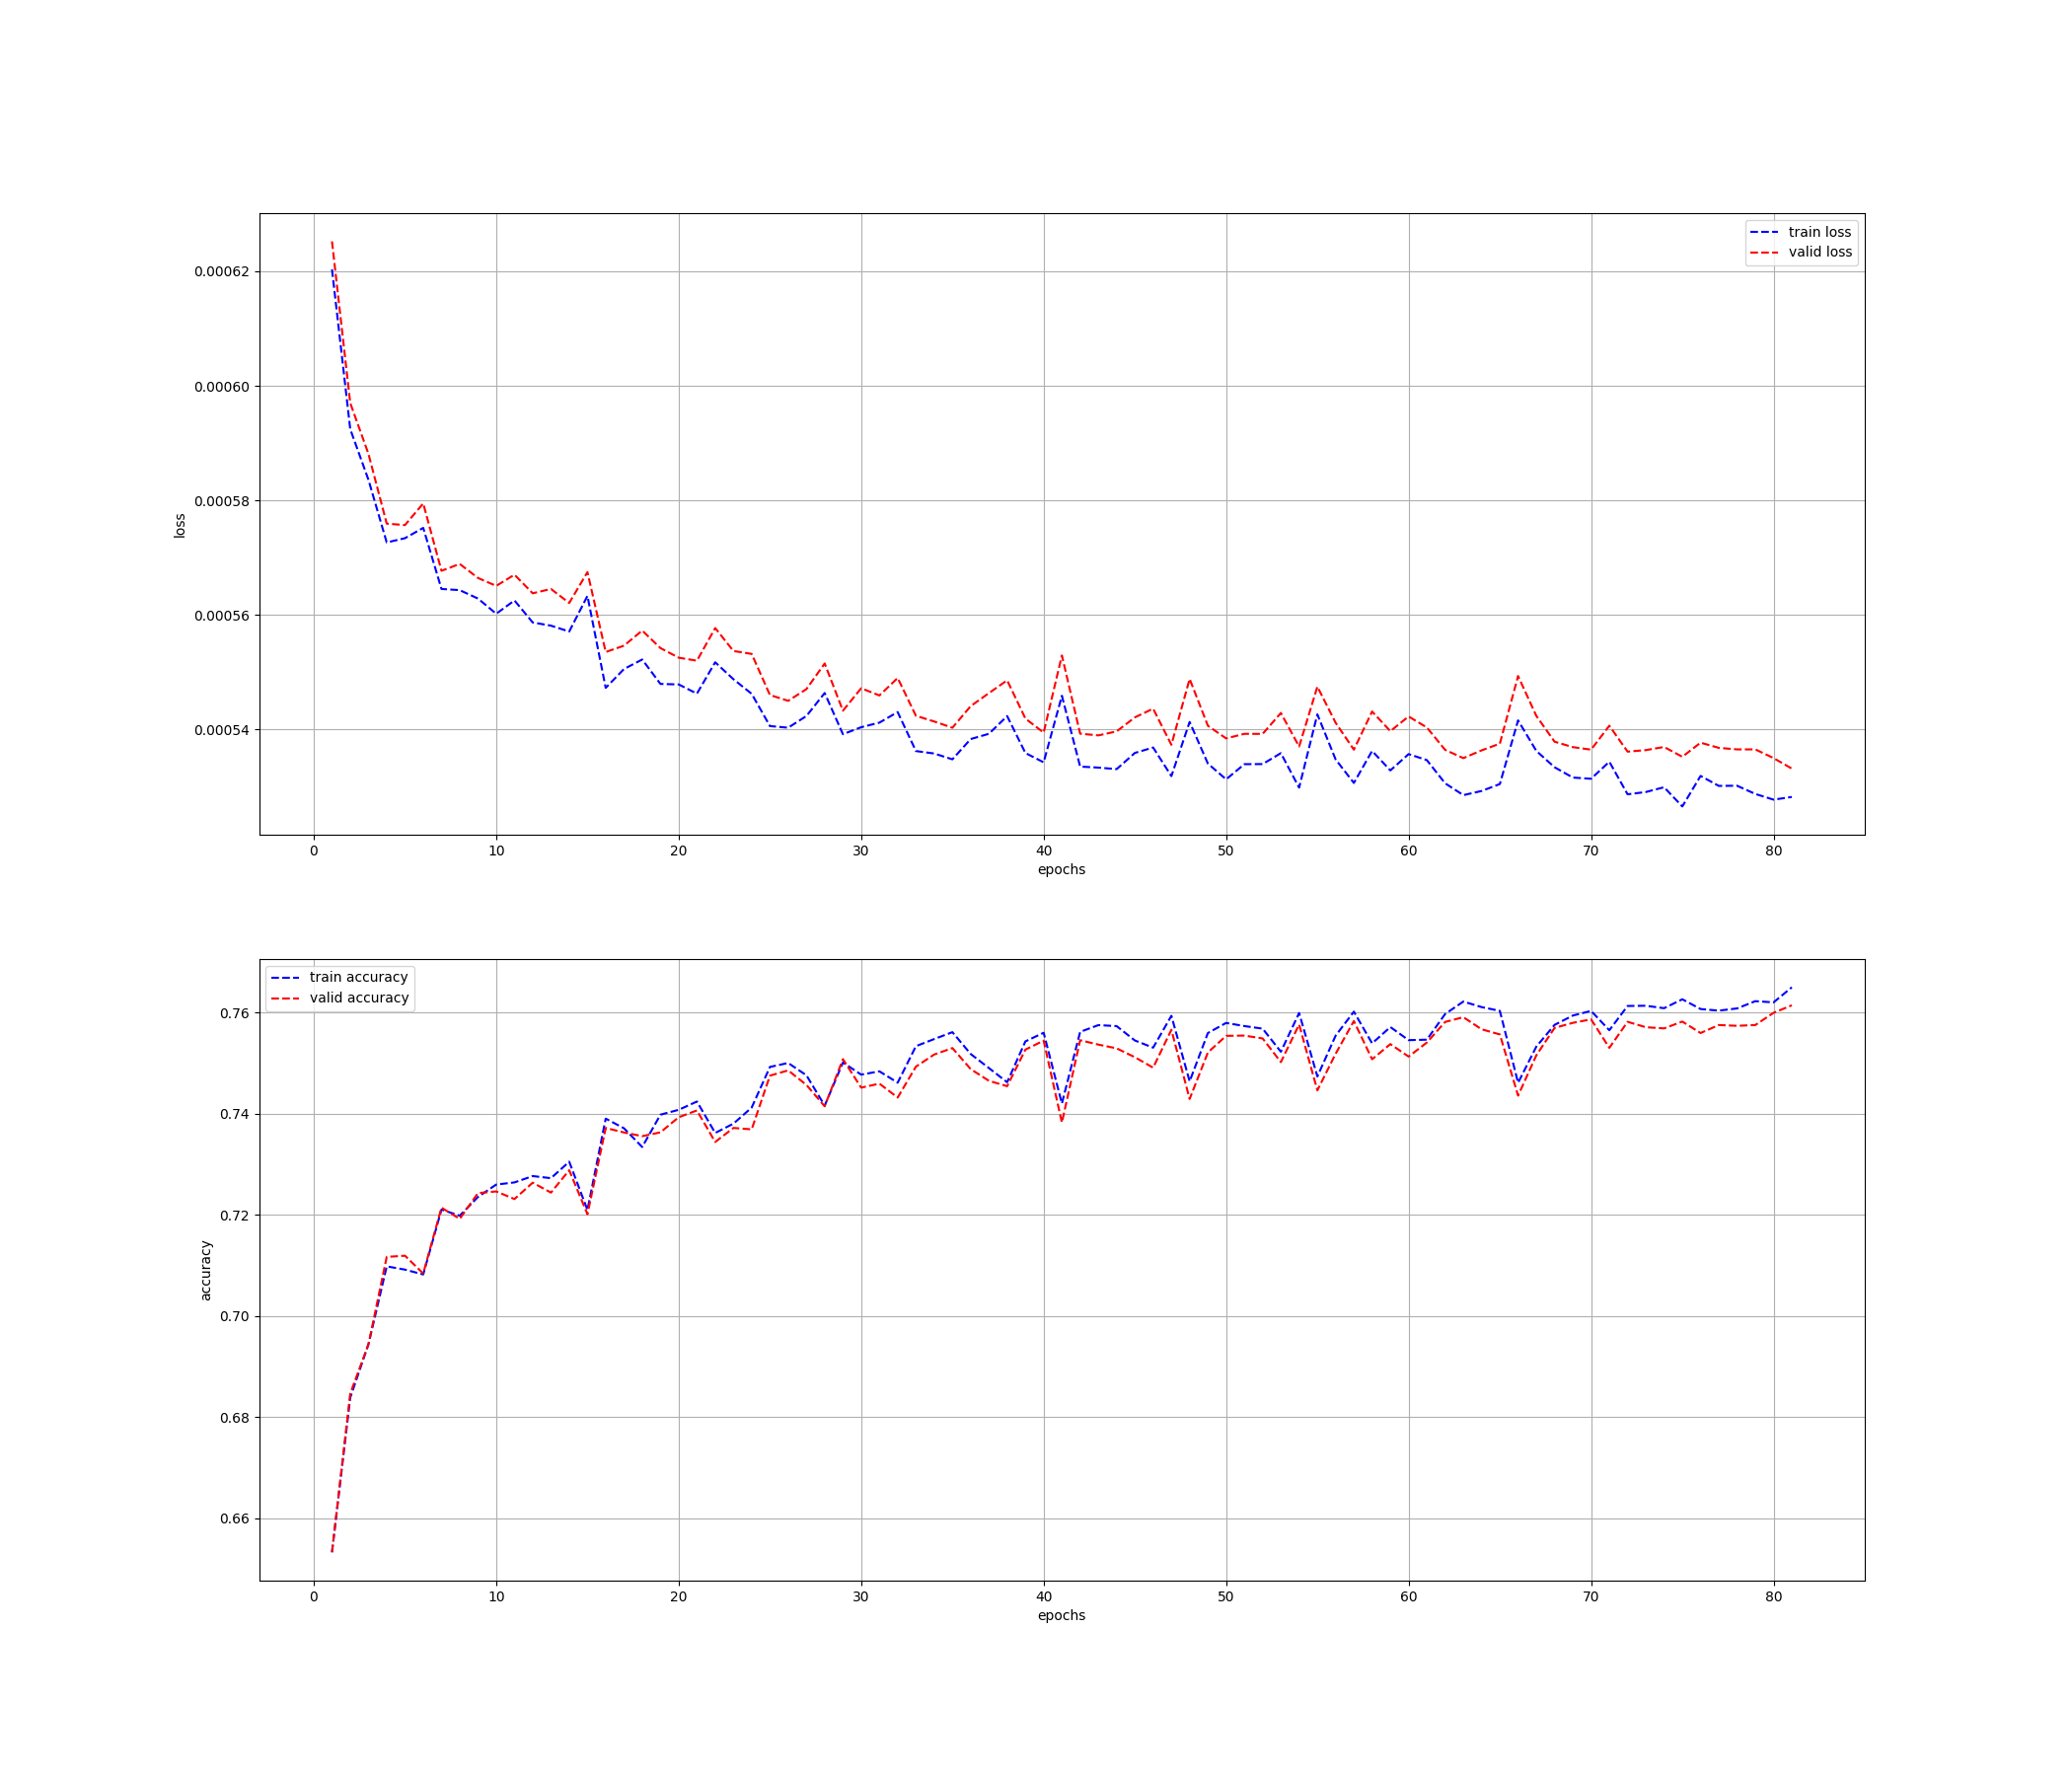 train loss
valid loss
0.00062
0.00060
0.00058
0.00056
0.00054
loss
0 10 20 30 40 50 60 70 80
epochs
train accuracy
valid accuracy
0.76
0.74
0.72
0.70
0.68
0.66
accuracy
0 10 20 30 40 50 60 70 80
epochs